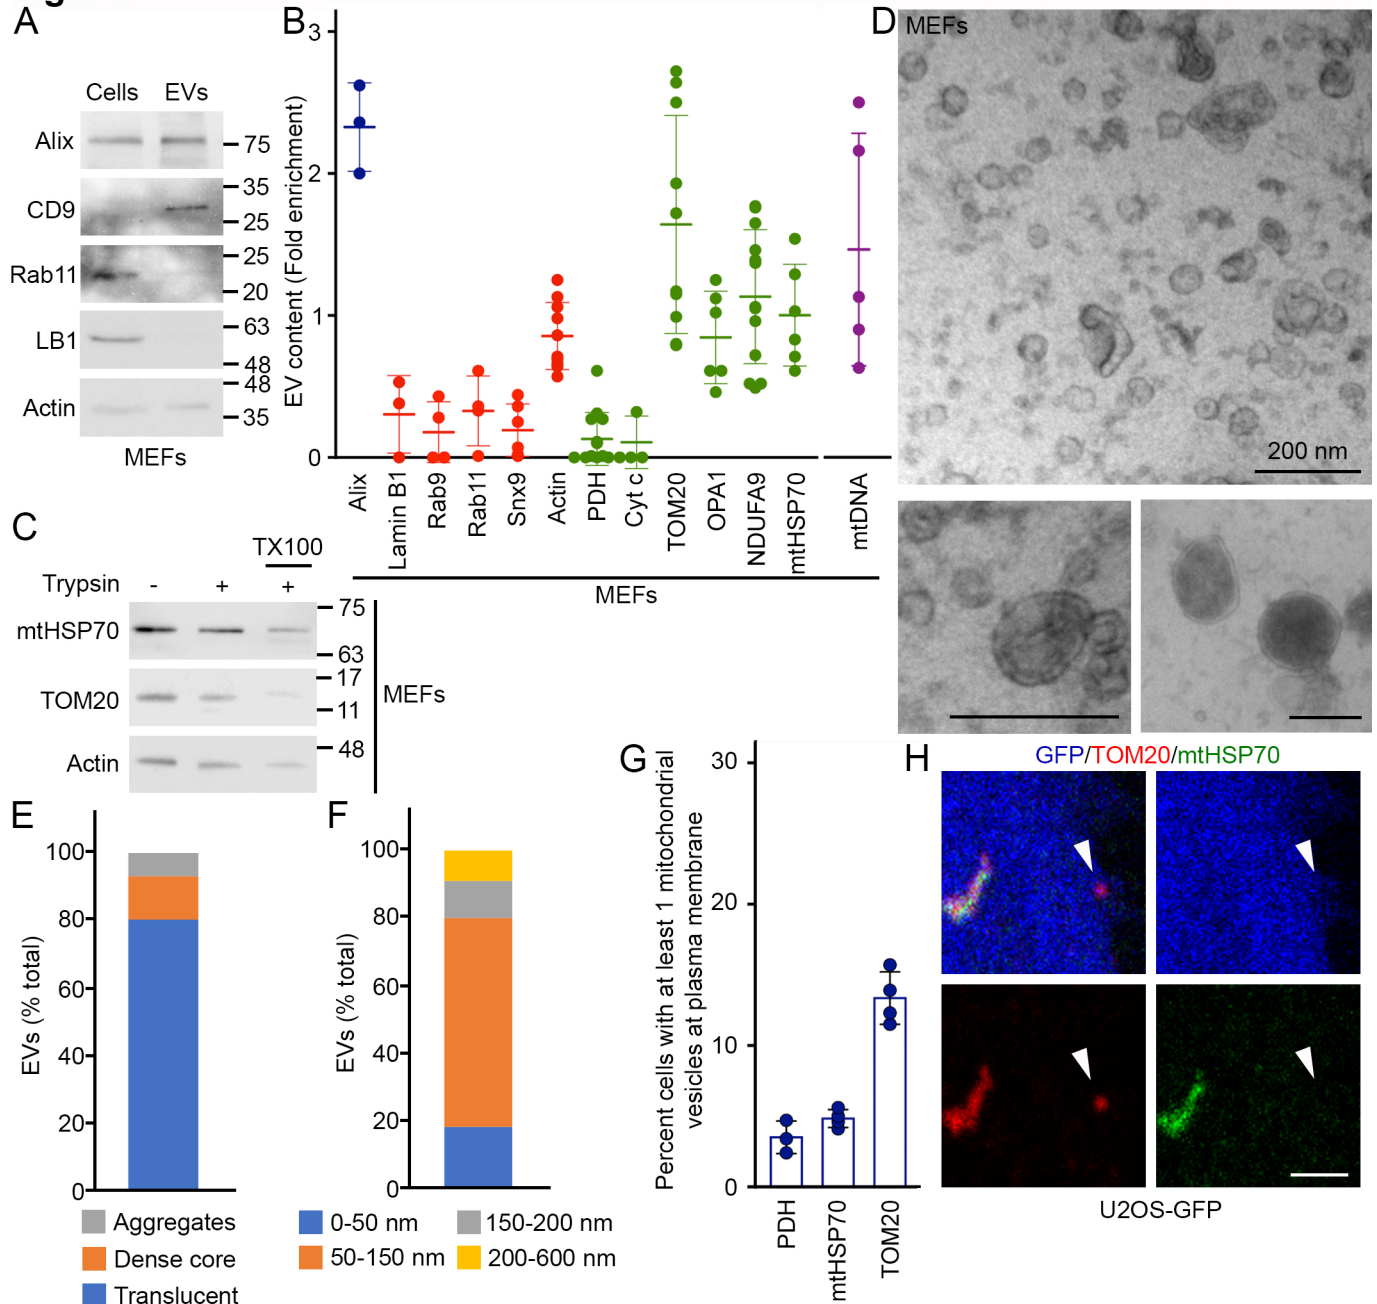 A
Cells EVs
Alix
75
CD9
35
25
Rab11
25
20
LB1
63
48
Actin
48
35
MEFs
B
EV content (Fold enrichment)
3
2
1
0
Alix
Lamin B1
Rab9
Rab11
Snx9
Actin
PDH
Cyt c
TOM20
OPA1
NDUFA9
mtHSP70
mtDNA
MEFs
C
TX100
Trypsin - + +
mtHSP70
75
63
TOM20
17
11
Actin
48
MEFs
D
MEFs
200 nm
E
EVs (% total)
100
80
60
40
20
0
Aggregates
Dense core
Translucent
F
EVs (% total)
100
80
60
40
20
0
0-50 nm
150-200 nm
50-150 nm
200-600 nm
G
Percent cells with at least 1 mitochondrial
vesicles at plasma membrane
30
20
10
0
PDH
mtHSP70
TOM20
H
GFP/TOM20/mtHSP70
U2OS-GFP